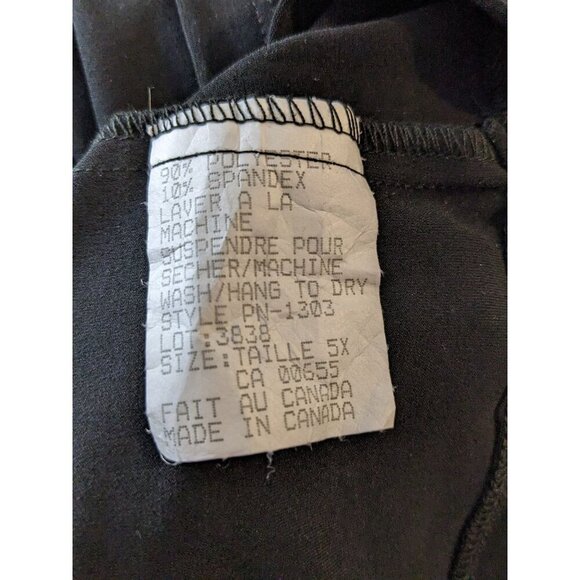 90% POLYESTER
10% SPANDEX
LAVER A LA
MACHINE
SUSPENDRE POUR
SECHER/MACHINE
WASH/HANG TO DRY
STYLE PN-1303
LOT:3838
SIZE:TAILLE 5X
CA 00655
FAIT AU CANADA
MADE IN CANADA